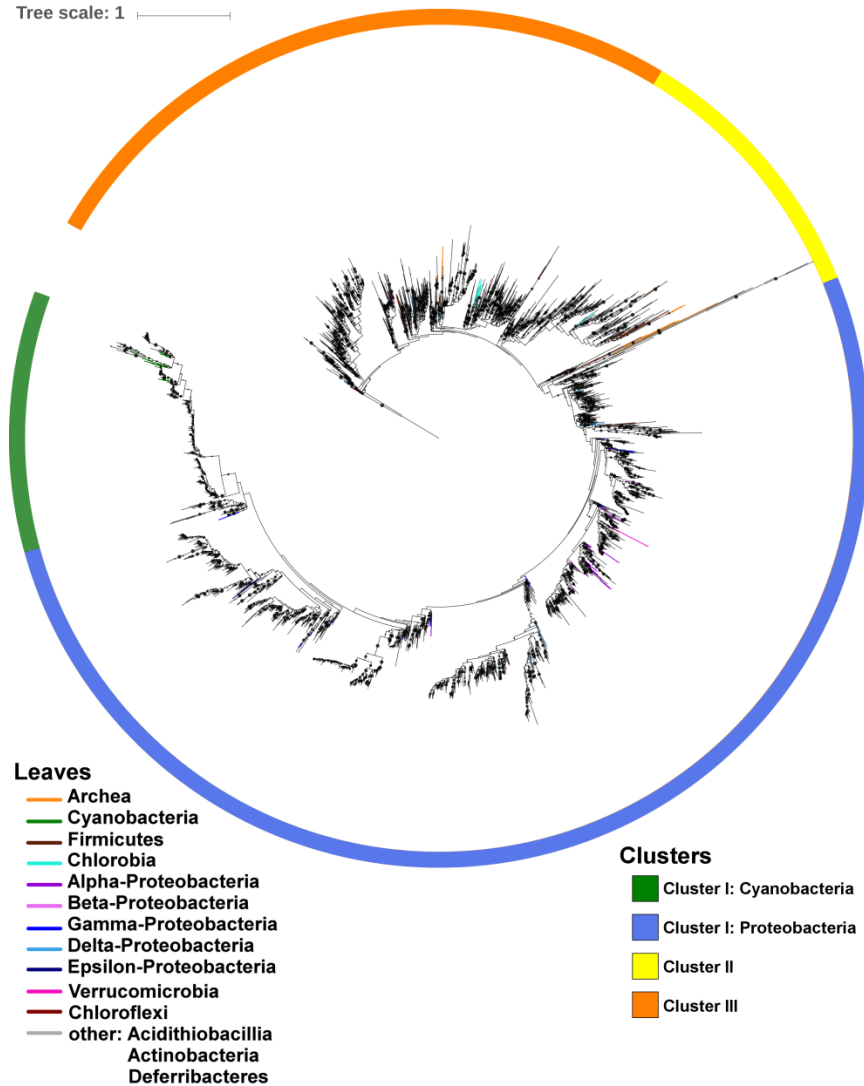 Tree scale: 1
Leaves
Archea
Cyanobacteria
Firmicutes
Chlorobia
Alpha-Proteobacteria
Beta-Proteobacteria
Gamma-Proteobacteria
Delta-Proteobacteria
Epsilon-Proteobacteria
Verrucomicrobia
Chloroflexi
other: Acidithiobacillia
Actinobacteria
Deferribacteres
Clusters
Cluster I: Cyanobacteria
Cluster I: Proteobacteria
Cluster II
Cluster III